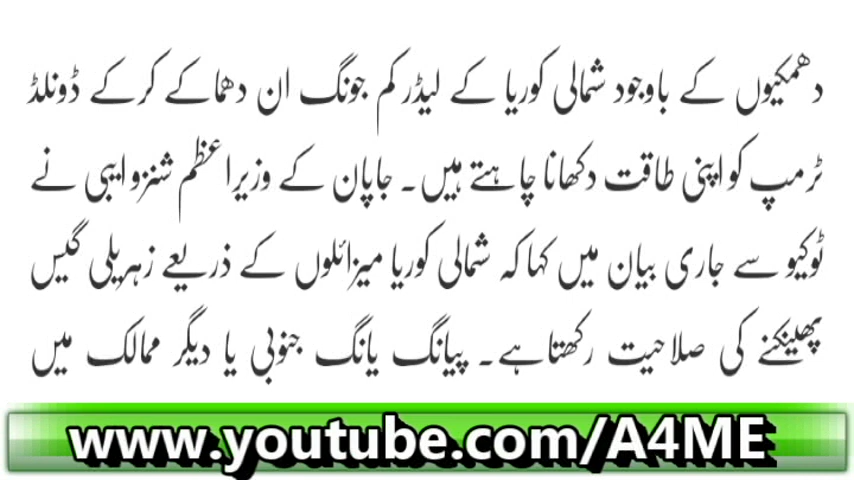 دھمکیوں کے باوجود شمالی کوریا کے لیڈر کم جونگ ان دھماکے کرکے ڈونلڈ
ٹرمپ کو اپنی طاقت دکھانا چاہتے ہیں۔ جاپان کے وزیراعظم شنزو ایبی نے
ٹوکیو سے جاری بیان میں کہا کہ شمالی کوریا میزائلوں کے ذریعے زہریلی گیس
پھینکنے کی صلاحیت رکھتا ہے۔ پیانگ یانگ جنوبی یا دیگر ممالک میں
www.youtube.com/A4ME